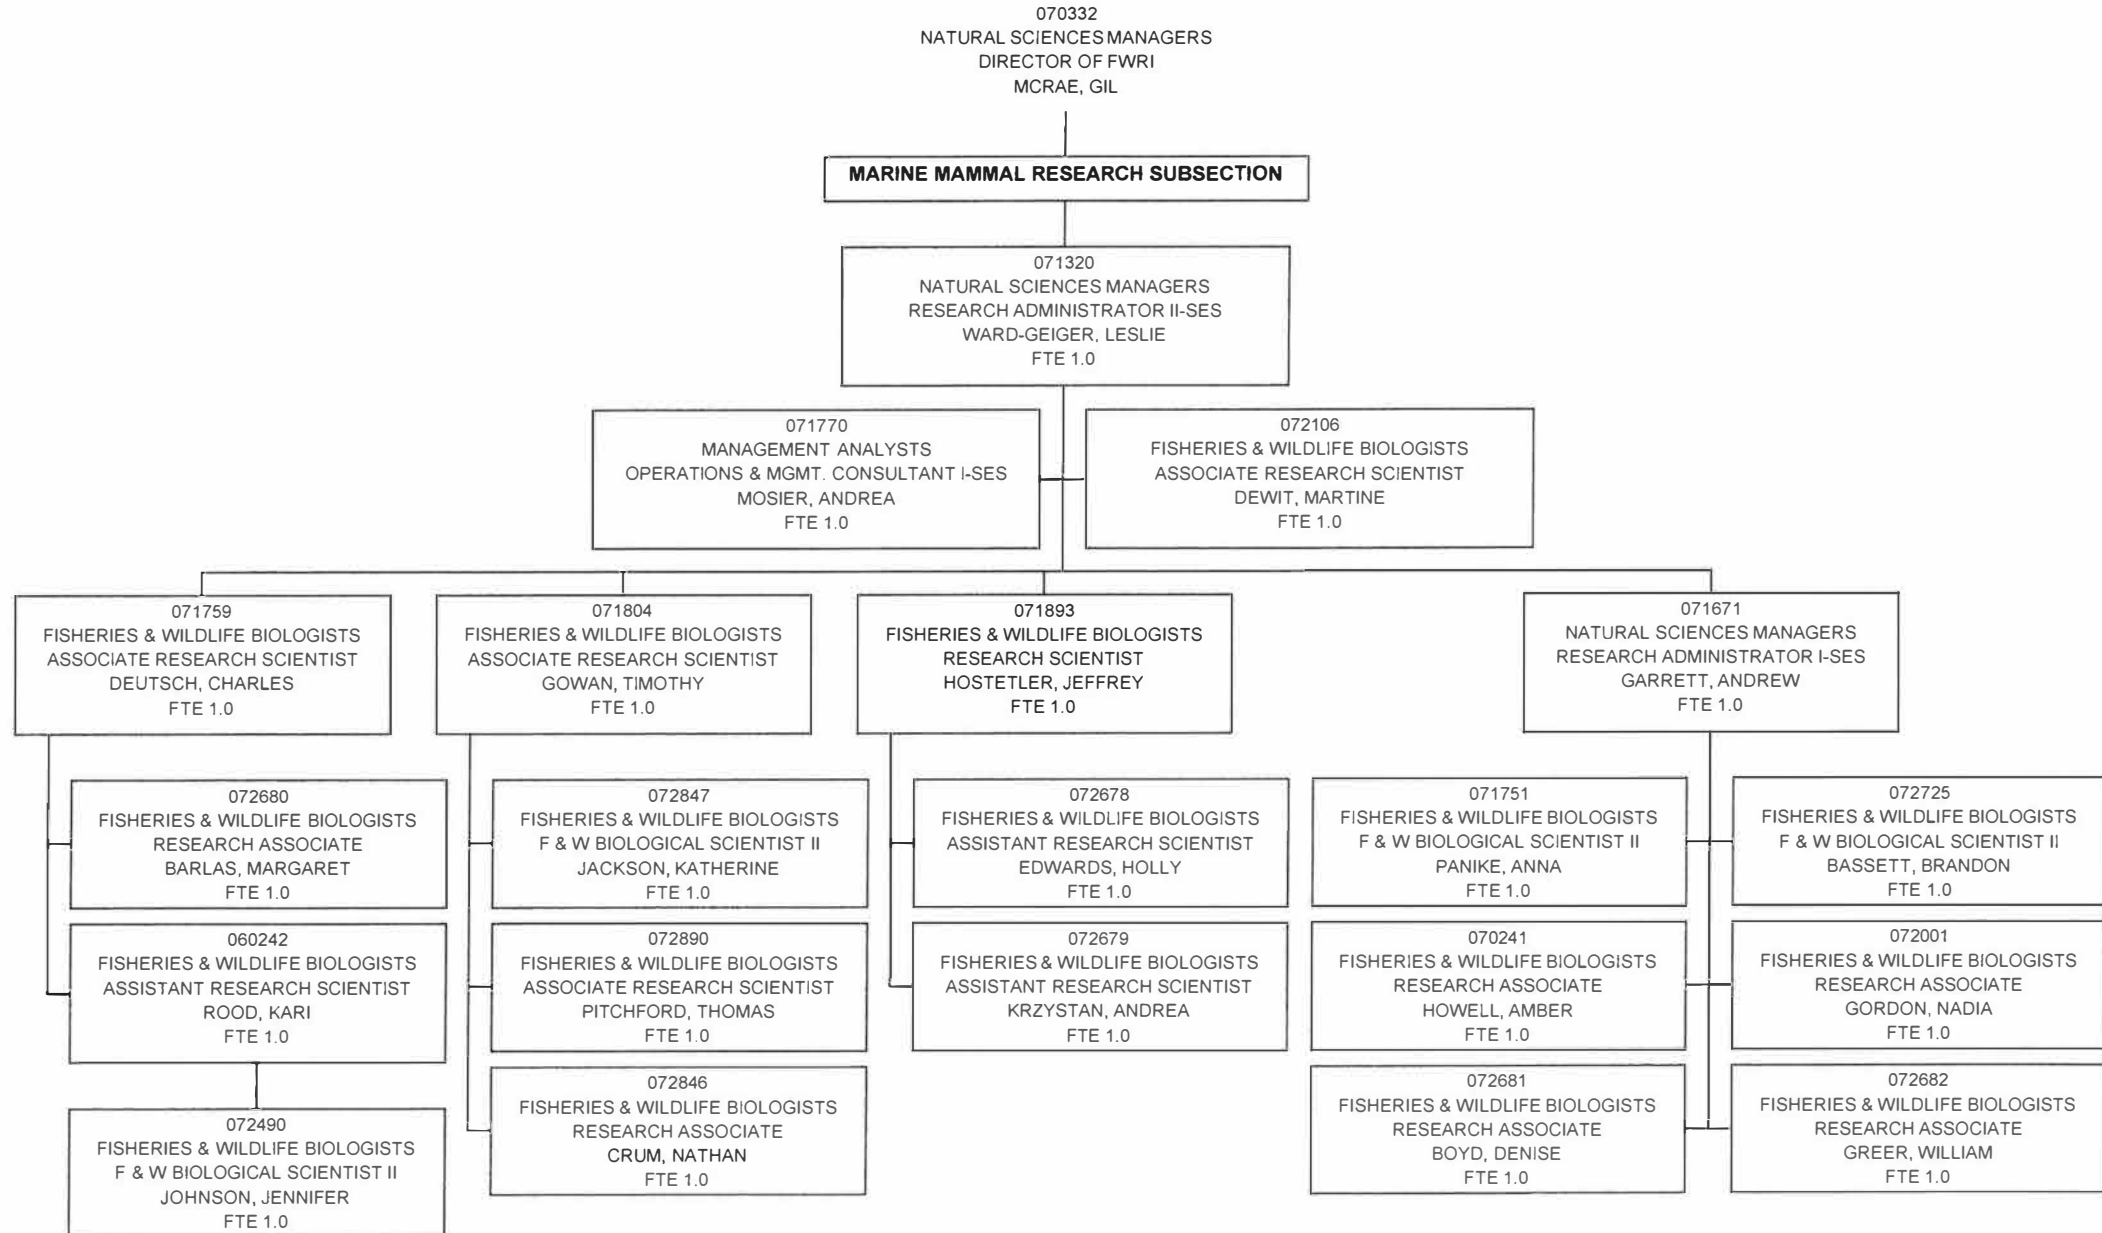 070332
NATURAL SCIENCES MANAGERS
DIRECTOR OF FWRI
MCRAE, GIL
MARINE MAMMAL RESEARCH SUBSECTION
071320
NATURAL SCIENCES MANAGERS
RESEARCH ADMINISTRATOR II-SES
WARD-GEIGER, LESLIE
FTE 1.0
071770
MANAGEMENT ANALYSTS
OPERATIONS & MGMT. CONSULTANT I-SES
MOSIER, ANDREA
FTE 1.0
072106
FISHERIES & WILDLIFE BIOLOGISTS
ASSOCIATE RESEARCH SCIENTIST
DEWIT, MARTINE
FTE 1.0
071759
FISHERIES & WILDLIFE BIOLOGISTS
ASSOCIATE RESEARCH SCIENTIST
DEUTSCH, CHARLES
FTE 1.0
071804
FISHERIES & WILDLIFE BIOLOGISTS
ASSOCIATE RESEARCH SCIENTIST
GOWAN, TIMOTHY
FTE 1.0
071893
FISHERIES & WILDLIFE BIOLOGISTS
RESEARCH SCIENTIST
HOSTETLER, JEFFREY
FTE 1.0
071671
NATURAL SCIENCES MANAGERS
RESEARCH ADMINISTRATOR I-SES
GARRETT, ANDREW
FTE 1.0
072680
FISHERIES & WILDLIFE BIOLOGISTS
RESEARCH ASSOCIATE
BARLAS, MARGARET
FTE 1.0
072847
FISHERIES & WILDLIFE BIOLOGISTS
F & W BIOLOGICAL SCIENTIST II
JACKSON, KATHERINE
FTE 1.0
072678
FISHERIES & WILDLIFE BIOLOGISTS
ASSISTANT RESEARCH SCIENTIST
EDWARDS, HOLLY
FTE 1.0
071751
FISHERIES & WILDLIFE BIOLOGISTS
F & W BIOLOGICAL SCIENTIST II
PANIKE, ANNA
FTE 1.0
072725
FISHERIES & WILDLIFE BIOLOGISTS
F & W BIOLOGICAL SCIENTIST II
BASSETT, BRANDON
FTE 1.0
060242
FISHERIES & WILDLIFE BIOLOGISTS
ASSISTANT RESEARCH SCIENTIST
ROOD, KARI
FTE 1.0
072890
FISHERIES & WILDLIFE BIOLOGISTS
ASSOCIATE RESEARCH SCIENTIST
PITCHFORD, THOMAS
FTE 1.0
072679
FISHERIES & WILDLIFE BIOLOGISTS
ASSISTANT RESEARCH SCIENTIST
KRZYSTAN, ANDREA
FTE 1.0
070241
FISHERIES & WILDLIFE BIOLOGISTS
RESEARCH ASSOCIATE
HOWELL, AMBER
FTE 1.0
072001
FISHERIES & WILDLIFE BIOLOGISTS
RESEARCH ASSOCIATE
GORDON, NADIA
FTE 1.0
072490
FISHERIES & WILDLIFE BIOLOGISTS
F & W BIOLOGICAL SCIENTIST II
JOHNSON, JENNIFER
FTE 1.0
072846
FISHERIES & WILDLIFE BIOLOGISTS
RESEARCH ASSOCIATE
CRUM, NATHAN
FTE 1.0
072681
FISHERIES & WILDLIFE BIOLOGISTS
RESEARCH ASSOCIATE
BOYD, DENISE
FTE 1.0
072682
FISHERIES & WILDLIFE BIOLOGISTS
RESEARCH ASSOCIATE
GREER, WILLIAM
FTE 1.0